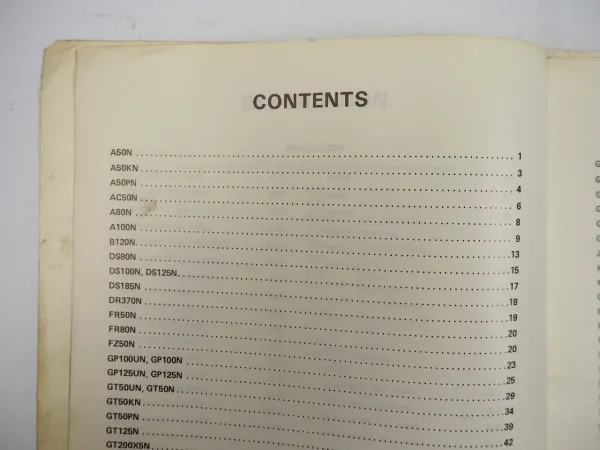 CONTENTS
A50N 1
A50KN 3
A50PN 4
AC50N 6
A80N 8
A100N 9
B120N 13
DS80N 15
DS100N, DS125N 17
DS185N 18
DR370N 19
FR50N 20
FR80N 20
FZ50N 23
GP100UN, GP100N 25
GP125UN, GP125N 29
GT50UN, GT50N 34
GT50KN 39
GT50PN 42
GT125N
GT200X5N